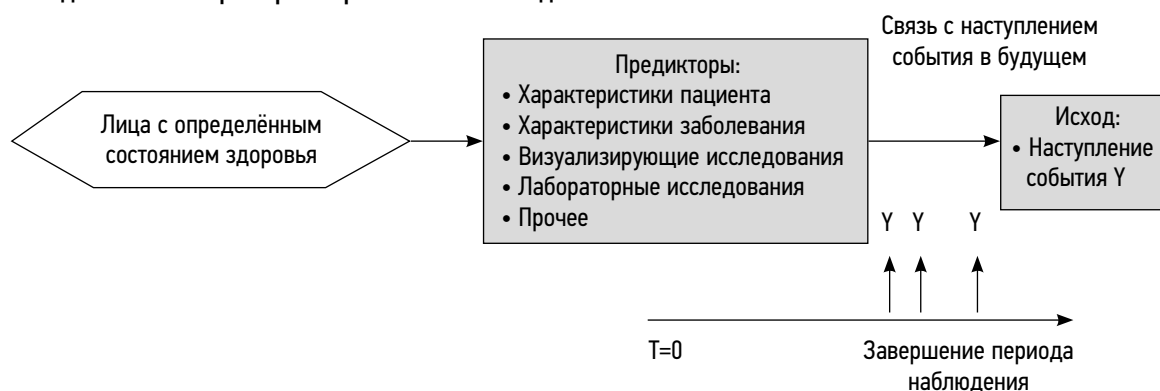 Связь с наступлением
события в будущем
Лица с определённым
состоянием здоровья
Предикторы:
• Характеристики пациента
• Характеристики заболевания
• Визуализирующие исследования
• Лабораторные исследования
• Прочее
Исход:
• Наступление
события Y
Y Y Y
T=0
Завершение периода
наблюдения